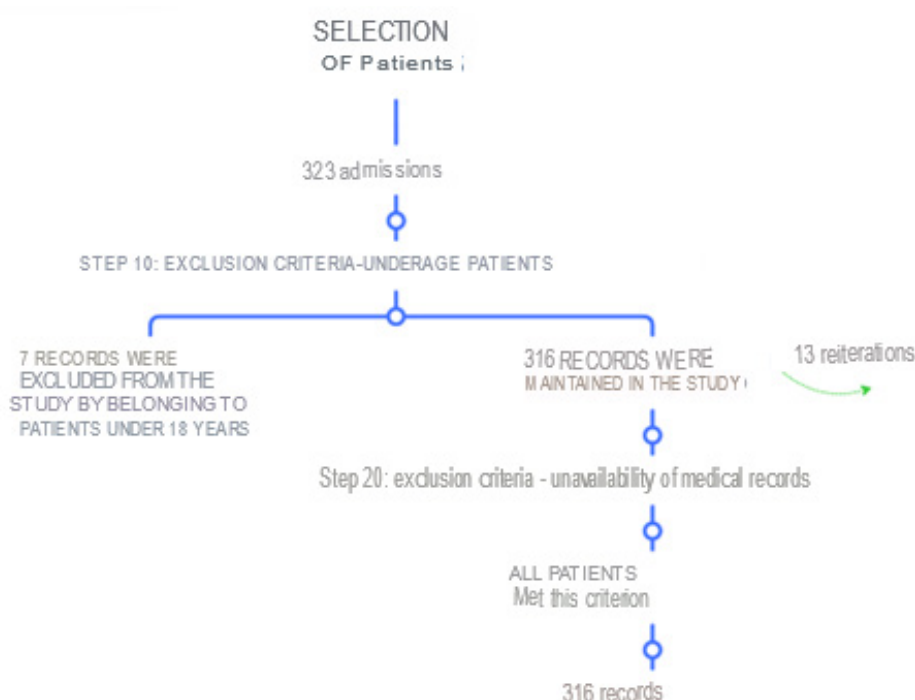 SELECTION
OF Patients ;
323 admissions
STEP 10: EXCLUSION CRITERIA-UNDERAGE PATIENTS
7 RECORDS WERE
EXCLUDED FROM THE
STUDY BY BELONGING TO
PATIENTS UNDER 18 YEARS
316 RECORDS WERE
MAINTAINED IN THE STUDY
13 reiterations
Step 20: exclusion criteria - unavailability of medical records
ALL PATIENTS
Met this criterion
316 records